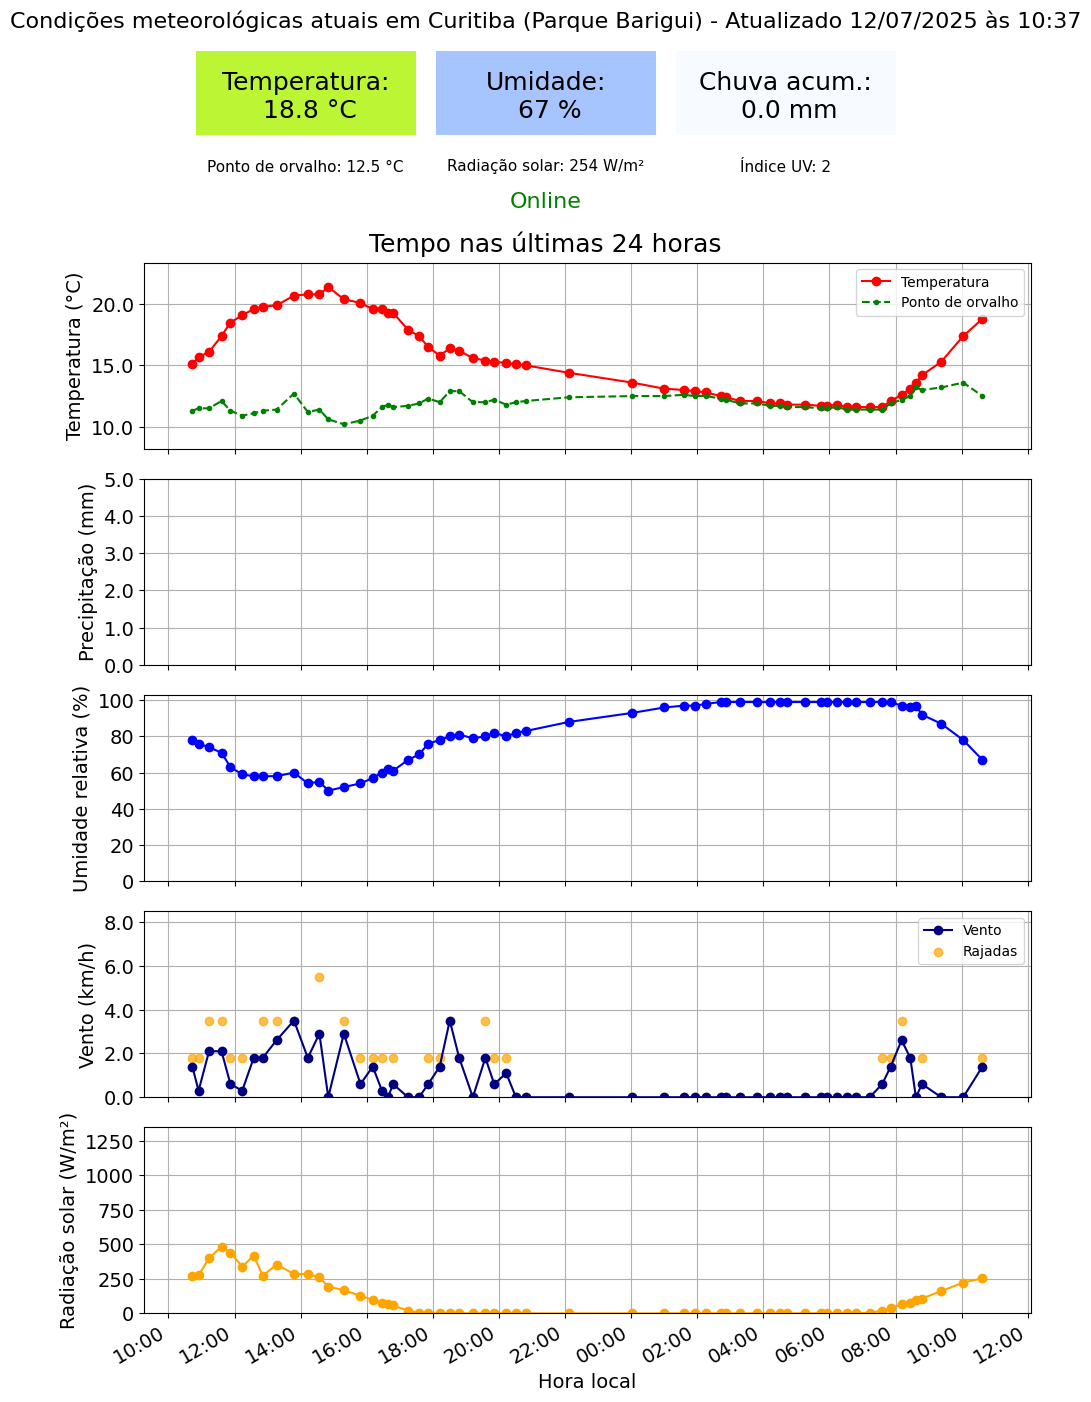 Condições meteorológicas atuais em Curitiba (Parque Barigui) - Atualizado 12/07/2025 às 10:37
Temperatura:
18.8 °C
Umidade:
67 %
Chuva acum.:
0.0 mm
Ponto de orvalho: 12.5 °C
Radiação solar: 254 W/m²
Índice UV: 2
Online
Tempo nas últimas 24 horas
Temperatura (°C)
20.0
15.0
10.0
Temperatura
Ponto de orvalho
Precipitação (mm)
5.0
4.0
3.0
2.0
1.0
0.0
Umidade relativa (%)
100
80
60
40
20
0
Vento (km/h)
8.0
6.0
4.0
2.0
0.0
Vento
Rajadas
Radiação solar (W/m²)
1250
1000
750
500
250
0
10:00
12:00
14:00
16:00
18:00
20:00
22:00
00:00
02:00
04:00
06:00
08:00
10:00
12:00
Hora local